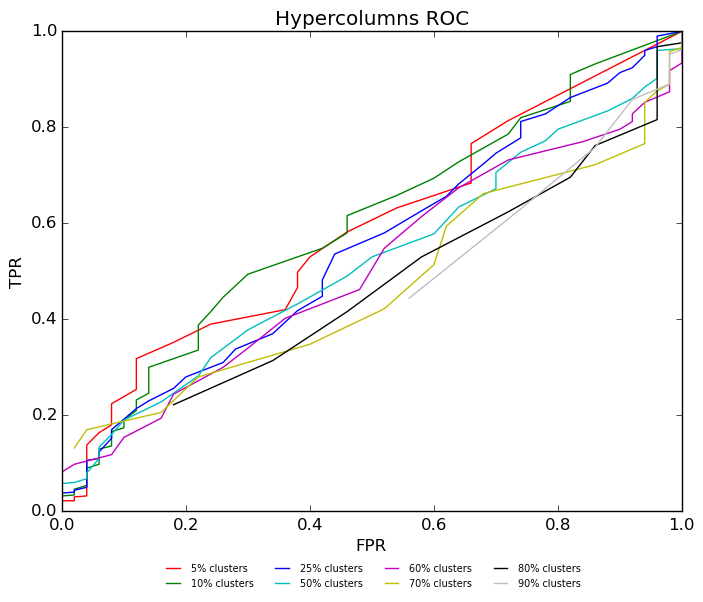 Hypercolumns ROC
1.0
0.8
0.6
0.4
0.2
0.0
TPR
0.0 0.2 0.4 0.6 0.8 1.0
FPR
5% clusters 25% clusters 60% clusters 80% clusters
10% clusters 50% clusters 70% clusters 90% clusters